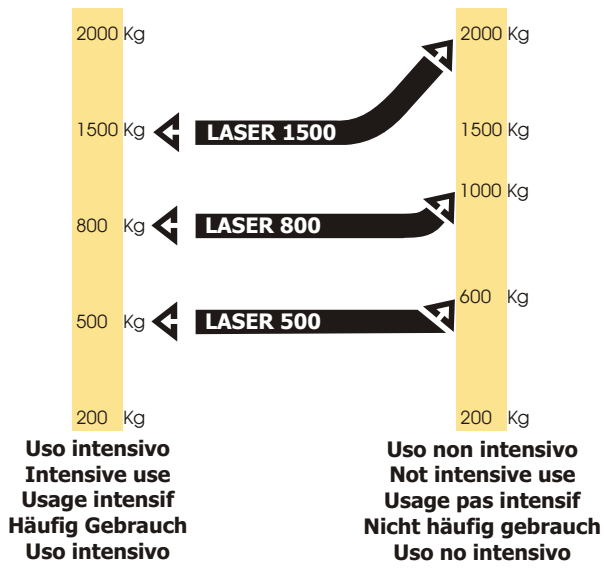 2000 Kg 2000 Kg
1500 Kg LASER 1500 1500 Kg
1000 Kg
800 Kg LASER 800
600 Kg
500 Kg LASER 500
200 Kg 200 Kg
Uso intensivo
Intensive use
Usage intensif
Häufig Gebrauch
Uso intensivo
Uso non intensivo
Not intensive use
Usage pas intensif
Nicht häufig gebrauch
Uso no intensivo